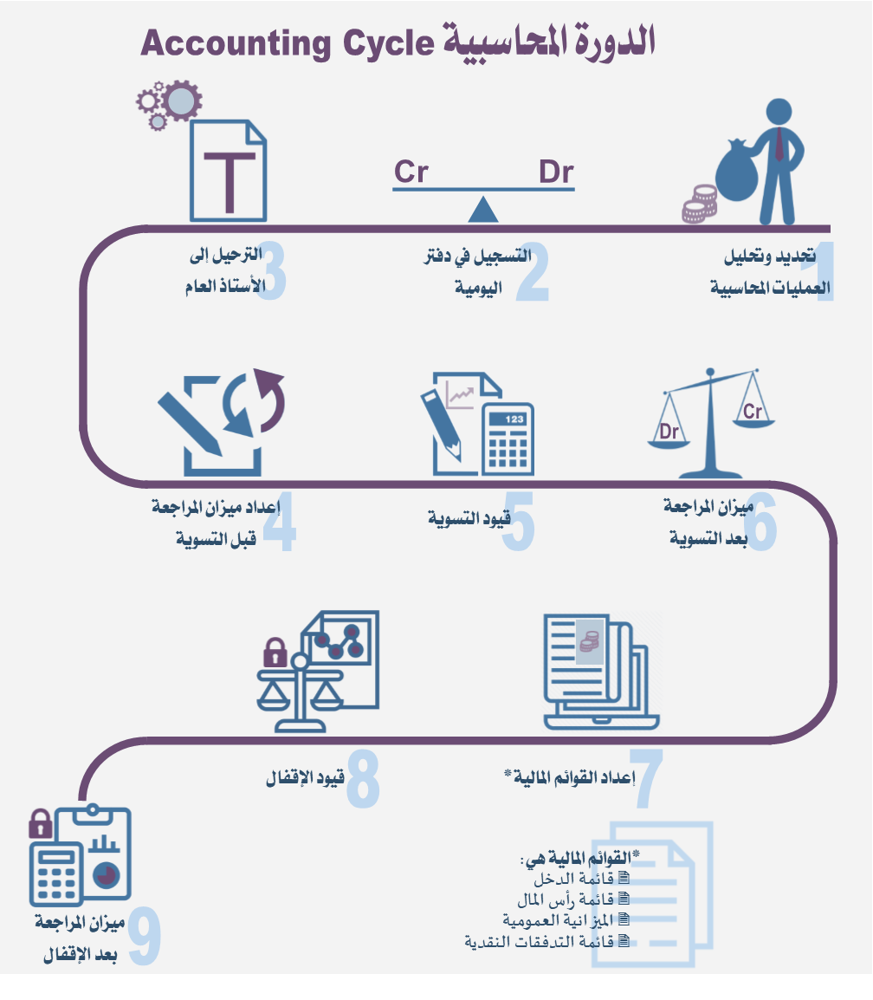 الدورة المحاسبية Accounting Cycle
Cr
Dr
T
1
تحديد وتحليل
العمليات المحاسبية
2
التسجيل في دفتر
اليومية
3
الترحيل إلى
الأستاذ العام
4
إعداد ميزان المراجعة
قبل التسوية
123
5
قيود التسوية
Dr
Cr
6
ميزان المراجعة
بعد التسوية
7
إعداد القوائم المالية*
8
قيود الإقفال
*القوائم المالية هي:
قائمة الدخل
قائمة رأس المال
الميزانية العمومية
قائمة التدفقات النقدية
9
ميزان المراجعة
بعد الإقفال